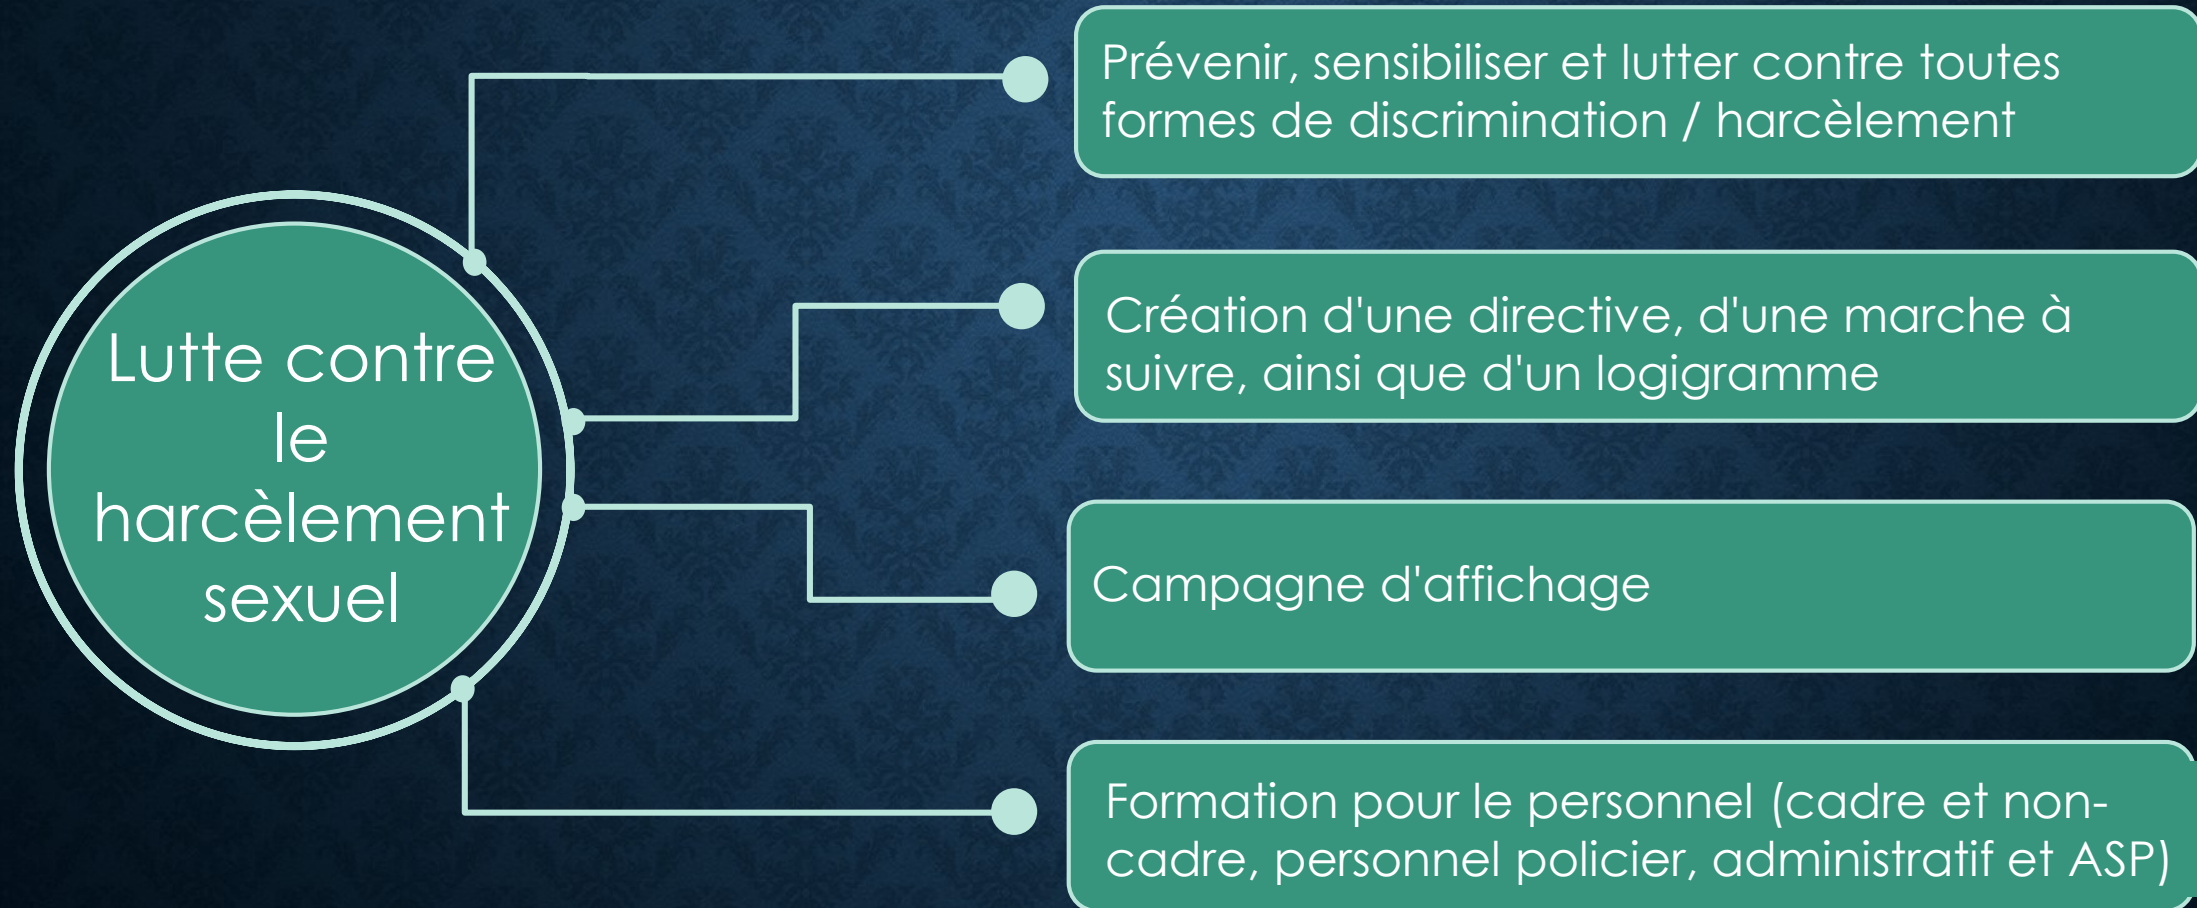 Lutte contre
le
harcèlement
sexuel
Prévenir, sensibiliser et lutter contre toutes
formes de discrimination / harcèlement
Création d'une directive, d'une marche à
suivre, ainsi que d'un logigramme
Campagne d'affichage
Formation pour le personnel (cadre et non-
cadre, personnel policier, administratif et ASP)